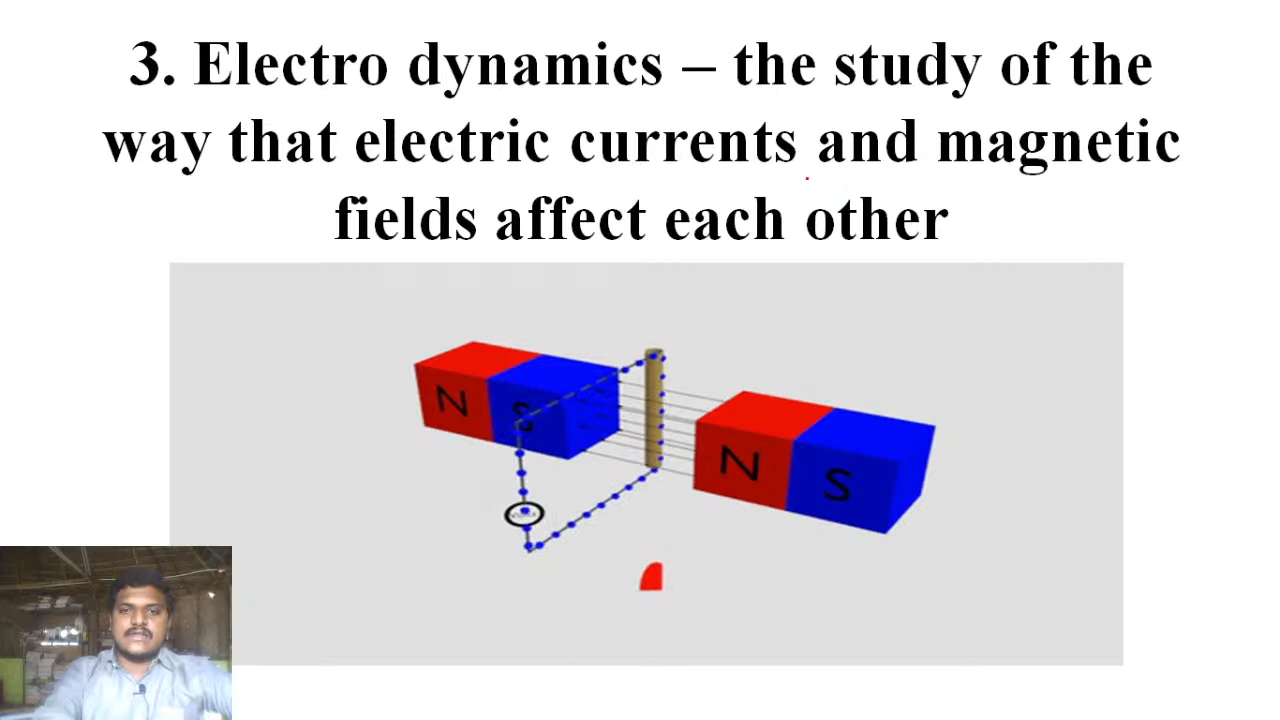 3. Electro dynamics – the study of the
way that electric currents and magnetic
fields affect each other
N S
N S